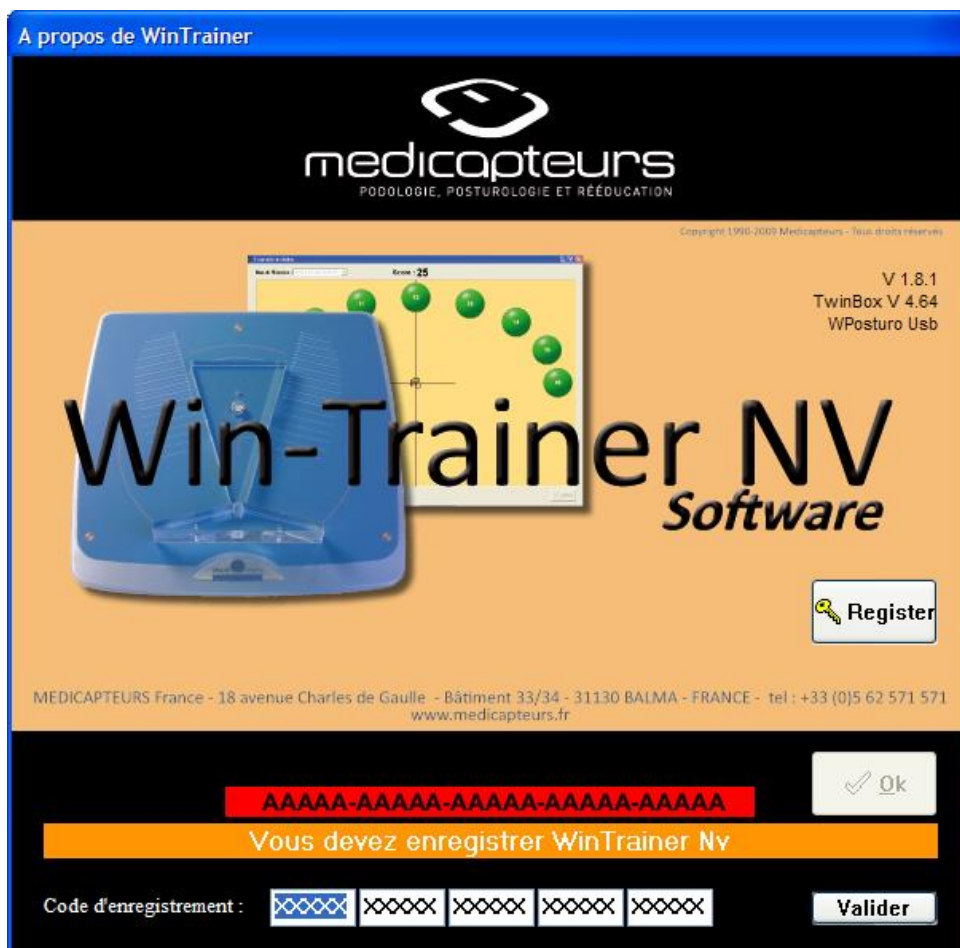 A propos de WinTrainer
medicapteurs
PODOLOGIE, POSTUROLOGIE ET RÉÉDUCATION
Copyright 1990-2009 Medicapteurs - Tous droits réservés
Score : 25
V 1.8.1
TwinBox V 4.64
WPosturo Usb
Win-Trainer NV
Software
Register
MEDICAPTEURS France - 18 avenue Charles de Gaulle - Bâtiment 33/34 - 31130 BALMA - FRANCE - tel : +33 (0)5 62 571 571
www.medicapteurs.fr
Ok
AAAAA-AAAAA-AAAAA-AAAAA-AAAAA
Vous devez enregistrer WinTrainer Nv
Code d'enregistrement : XXXXX XXXXX XXXXX XXXXX XXXXX Valider